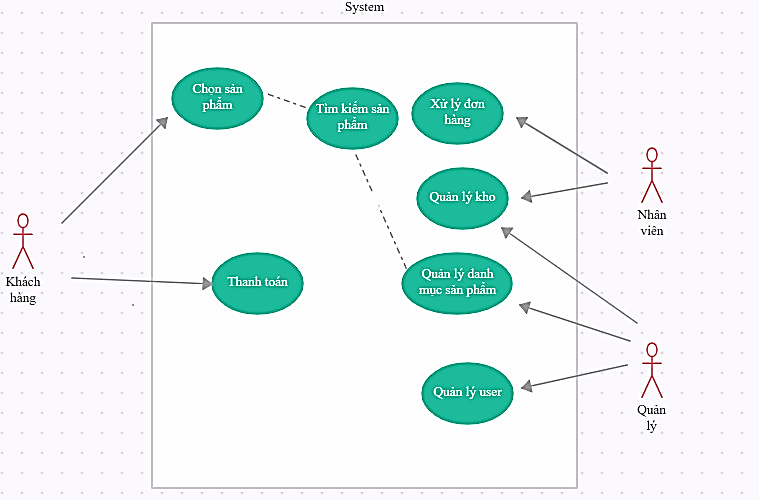 System
Chọn sản
phẩm
Tìm kiếm sản
phẩm
Xử lý đơn
hàng
Quản lý kho
Nhân
viên
Khách
hàng
Thanh toán
Quản lý danh
mục sản phẩm
Quản lý user
Quản
lý